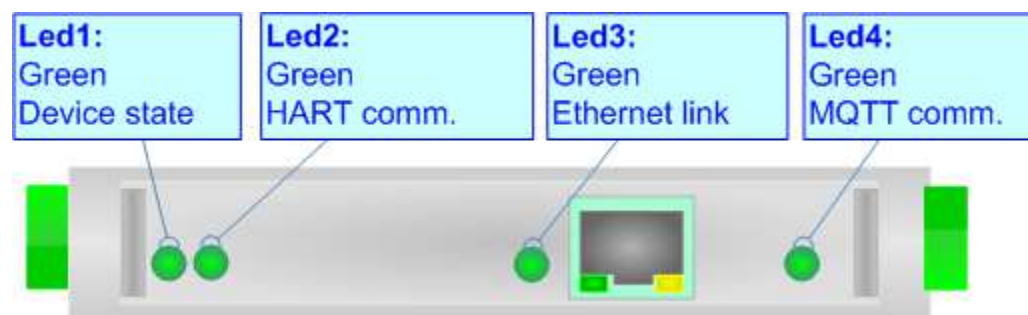 Led1:
Green
Device state
Led2:
Green
HART comm.
Led3:
Green
Ethernet link
Led4:
Green
MQTT comm.